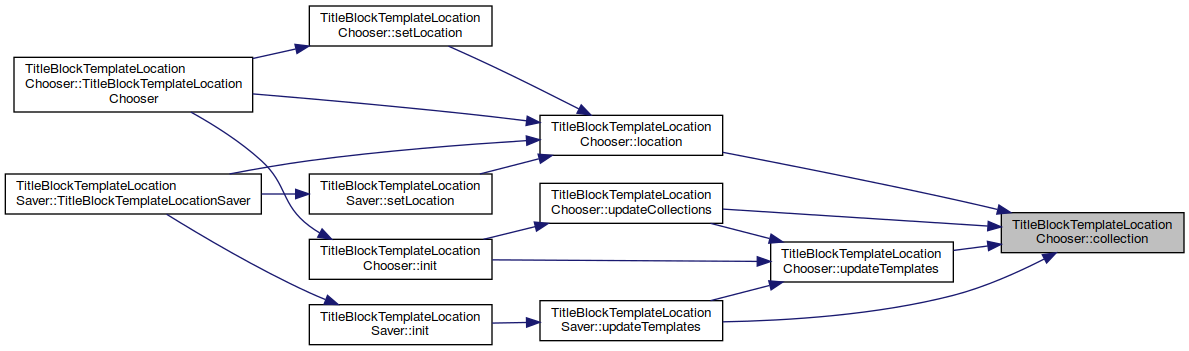 TitleBlockTemplateLocation
Chooser::setLocation
TitleBlockTemplateLocation
Chooser::TitleBlockTemplateLocation
Chooser
TitleBlockTemplateLocation
Chooser::location
TitleBlockTemplateLocation
Saver::TitleBlockTemplateLocationSaver
TitleBlockTemplateLocation
Saver::setLocation
TitleBlockTemplateLocation
Chooser::updateCollections
TitleBlockTemplateLocation
Chooser::collection
TitleBlockTemplateLocation
Chooser::init
TitleBlockTemplateLocation
Chooser::updateTemplates
TitleBlockTemplateLocation
Saver::init
TitleBlockTemplateLocation
Saver::updateTemplates